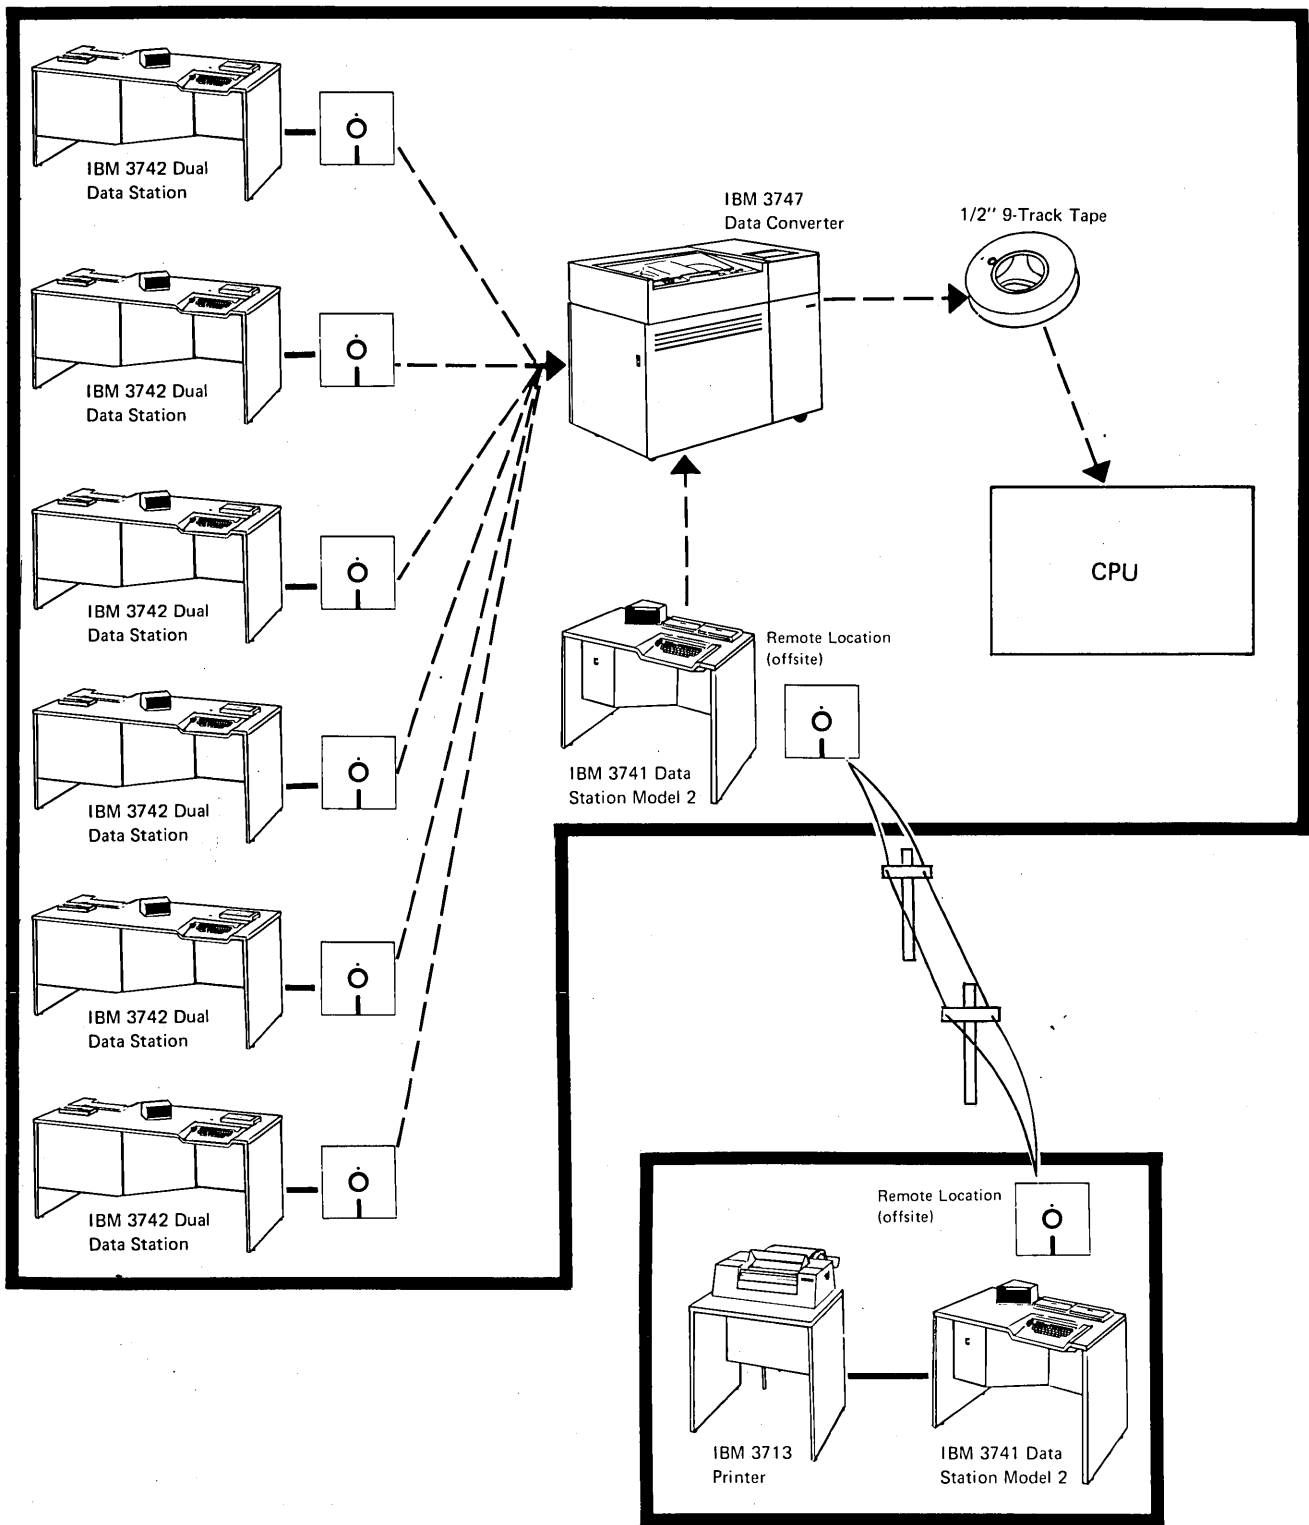 IBM 3742 Dual
Data Station
IBM 3742 Dual
Data Station
IBM 3742 Dual
Data Station
IBM 3742 Dual
Data Station
IBM 3742 Dual
Data Station
IBM 3742 Dual
Data Station
IBM 3747
Data Converter
1/2" 9-Track Tape
CPU
Remote Location
(offsite)
IBM 3741 Data
Station Model 2
Remote Location
(offsite)
IBM 3713
Printer
IBM 3741 Data
Station Model 2